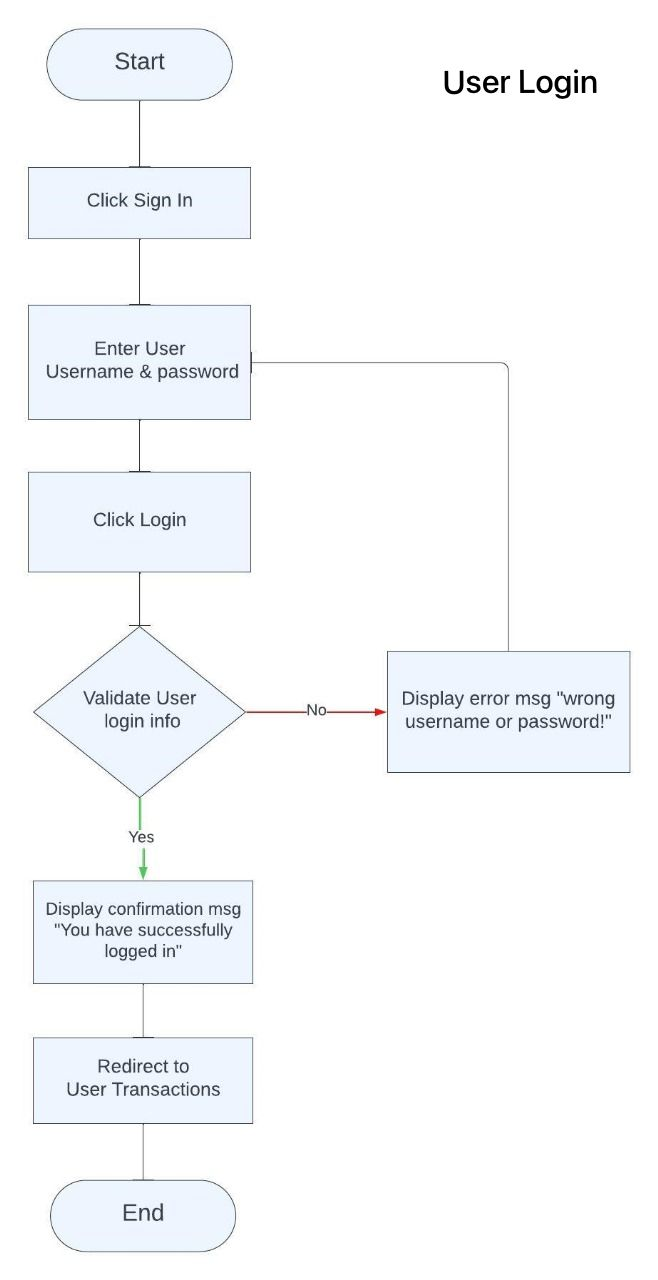 Start
User Login
Click Sign In
Enter User
Username & password
Click Login
Validate User
login info
No
Display error msg "wrong
username or password!"
Yes
Display confirmation msg
"You have successfully
logged in"
Redirect to
User Transactions
End